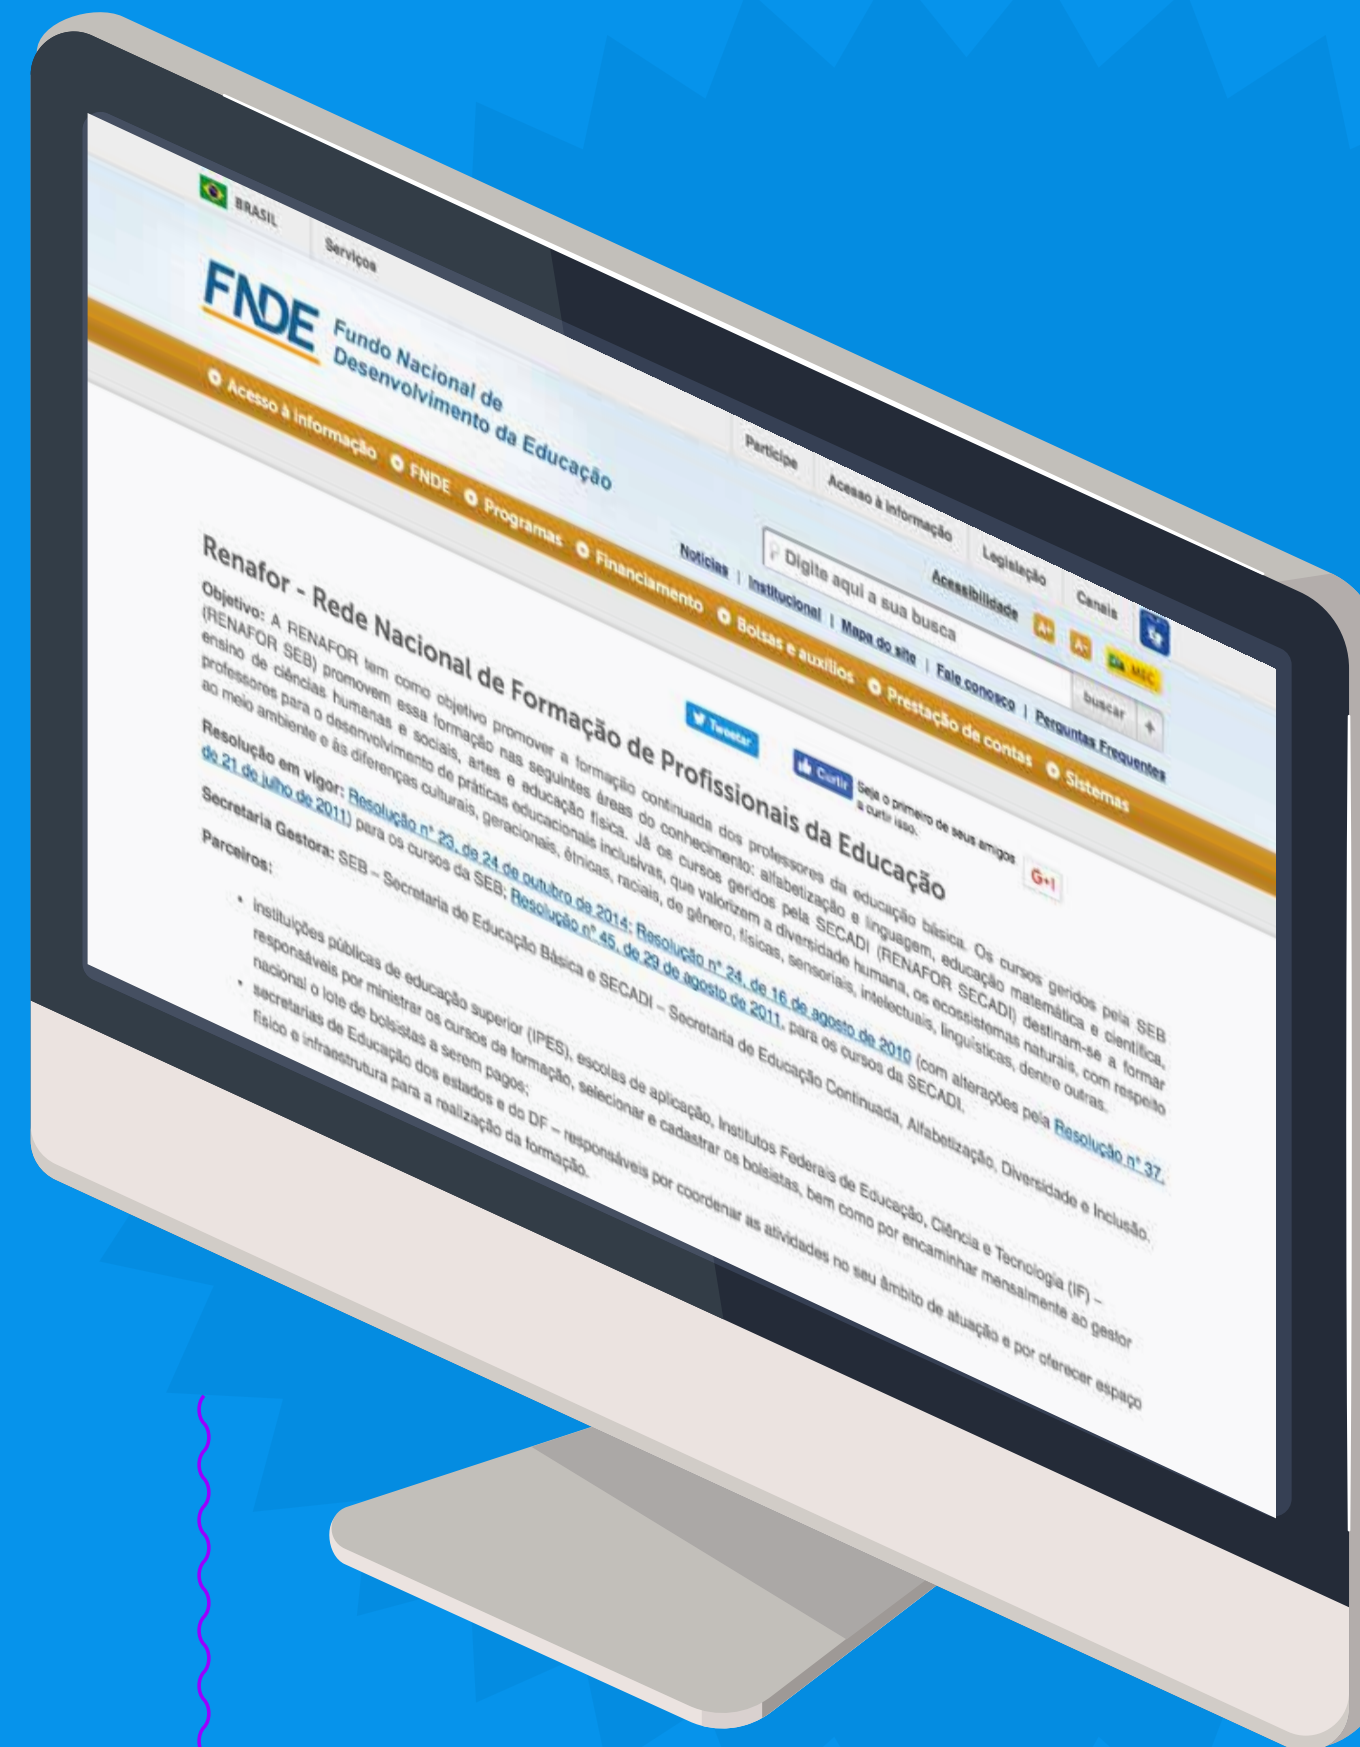 BRASIL
Serviços
Participe
Acesso à informação
Legislação
Canais
FNDE
Fundo Nacional de
Desenvolvimento da Educação
Acessibilidade A+ A-
MEC
Digite aqui a sua busca
buscar +
Notícias | Institucional | Mapa do site | Fale conosco | Perguntas Frequentes
Acesso à informação FNDE Programas Financiamento Bolsas e auxílios Prestação de contas Sistemas
Tweetar
Curtir
Seja o primeiro de seus amigos
a curtir isso.
G+1
Renafor - Rede Nacional de Formação de Profissionais da Educação
Objetivo: A RENAFOR tem como objetivo promover a formação continuada dos professores da educação básica. Os cursos geridos pela SEB
(RENAFOR SEB) promovem essa formação nas seguintes áreas do conhecimento: alfabetização e linguagem, educação matemática e científica,
ensino de ciências humanas e sociais, artes e educação física. Já os cursos geridos pela SECADI (RENAFOR SECADI) destinam-se a formar
professores para o desenvolvimento de práticas educacionais inclusivas, que valorizem a diversidade humana, os ecossistemas naturais, com respeito
ao meio ambiente e às diferenças culturais, geracionais, étnicas, raciais, de gênero, físicas, sensoriais, intelectuais, linguísticas, dentre outras.
Resolução em vigor: Resolução nº 23, de 24 de outubro de 2014; Resolução nº 24, de 16 de agosto de 2010 (com alterações pela Resolução nº 37,
de 21 de julho de 2011) para os cursos da SEB; Resolução nº 45, de 29 de agosto de 2011, para os cursos da SECADI.
Secretaria Gestora: SEB – Secretaria de Educação Básica e SECADI – Secretaria de Educação Continuada, Alfabetização, Diversidade e Inclusão.
Parceiros:
• instituições públicas de educação superior (IPES), escolas de aplicação, Institutos Federais de Educação, Ciência e Tecnologia (IF) –
responsáveis por ministrar os cursos de formação, selecionar e cadastrar os bolsistas, bem como por encaminhar mensalmente ao gestor
nacional o lote de bolsistas a serem pagos;
• secretarias de Educação dos estados e do DF – responsáveis por coordenar as atividades no seu âmbito de atuação e por oferecer espaço
físico e infraestrutura para a realização da formação.